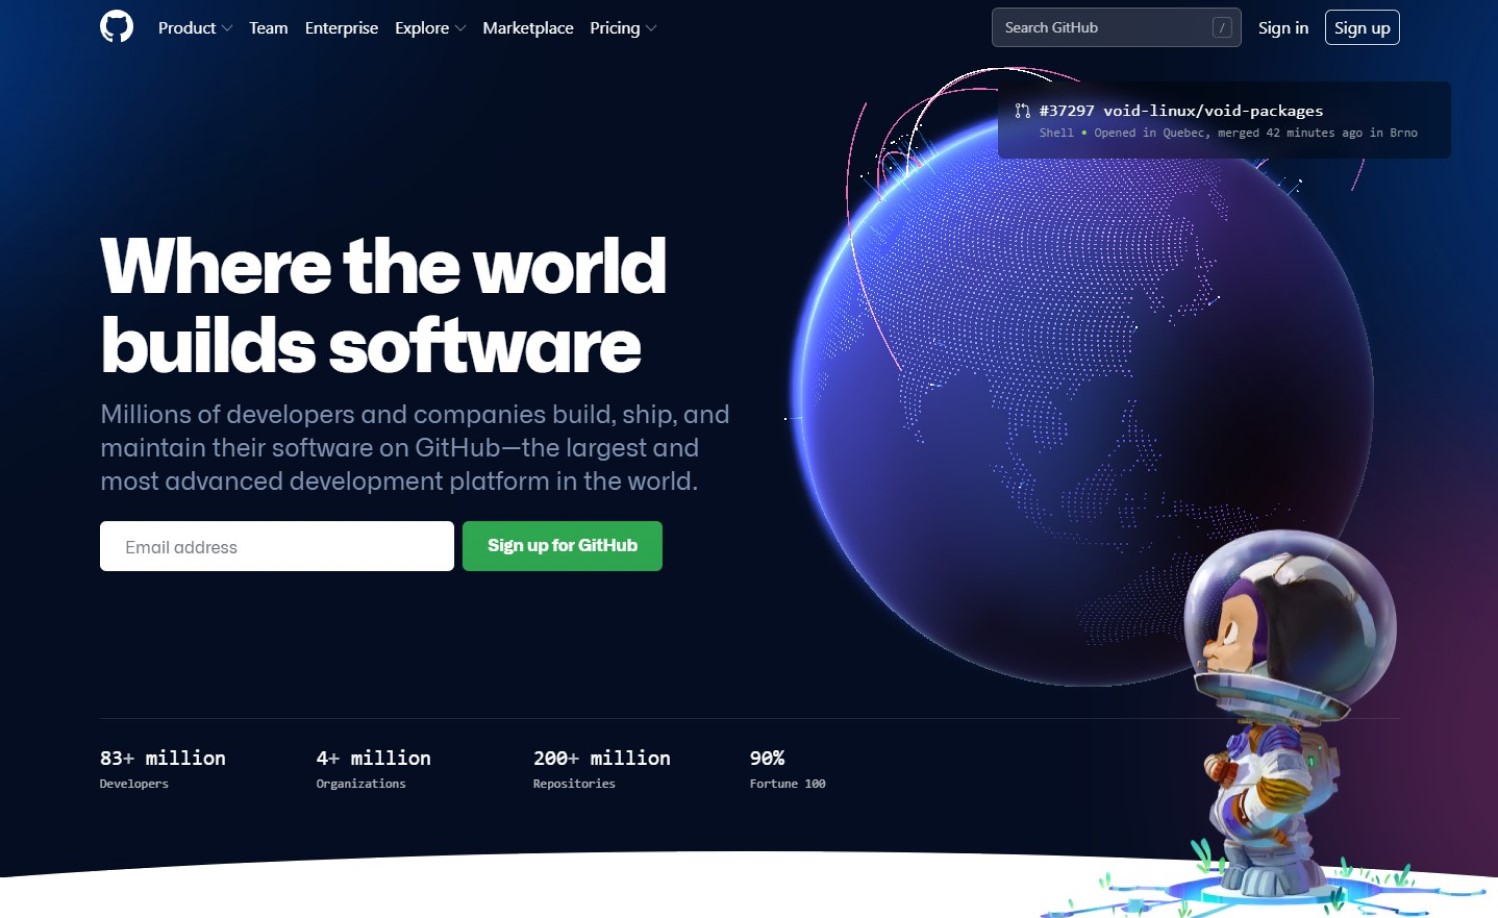 Product Team Enterprise Explore Marketplace Pricing Search GitHub / Sign in Sign up
#37297 void-linux/void-packages
Shell • Opened in Quebec, merged 42 minutes ago in Brno
Where the world
builds software
Millions of developers and companies build, ship, and
maintain their software on GitHub—the largest and
most advanced development platform in the world.
Email address Sign up for GitHub
83+ million 4+ million 200+ million 90%
Developers Organizations Repositories Fortune 100